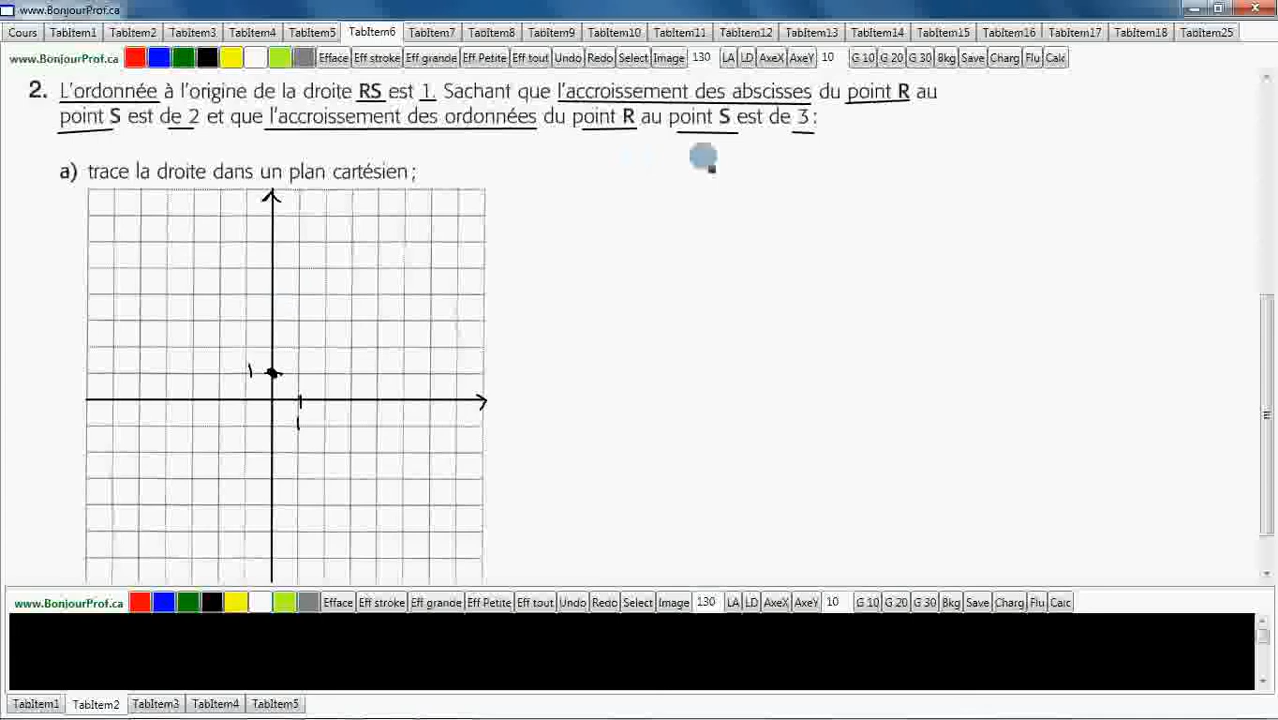 www.BonjourProf.ca
Cours TabItem1 TabItem2 TabItem3 TabItem4 TabItem5 TabItem6 TabItem7 TabItem8 TabItem9 TabItem10 TabItem11 TabItem12 TabItem13 TabItem14 TabItem15 TabItem16 TabItem17 TabItem18 TabItem25
www.BonjourProf.ca Efface Eff stroke Eff grande Eff Petite Eff tout Undo Redo Select Image 130 LA LD AxeX AxeY 10 G 10 G 20 G 30 Bkg Save Charg Flu Calc
2. L'ordonnée à l'origine de la droite RS est 1. Sachant que l'accroissement des abscisses du point R au
point S est de 2 et que l'accroissement des ordonnées du point R au point S est de 3 :
a) trace la droite dans un plan cartésien ;
1
1
www.BonjourProf.ca Efface Eff stroke Eff grande Eff Petite Eff tout Undo Redo Select Image 130 LA LD AxeX AxeY 10 G 10 G 20 G 30 Bkg Save Charg Flu Calc
TabItem1 TabItem2 TabItem3 TabItem4 TabItem5